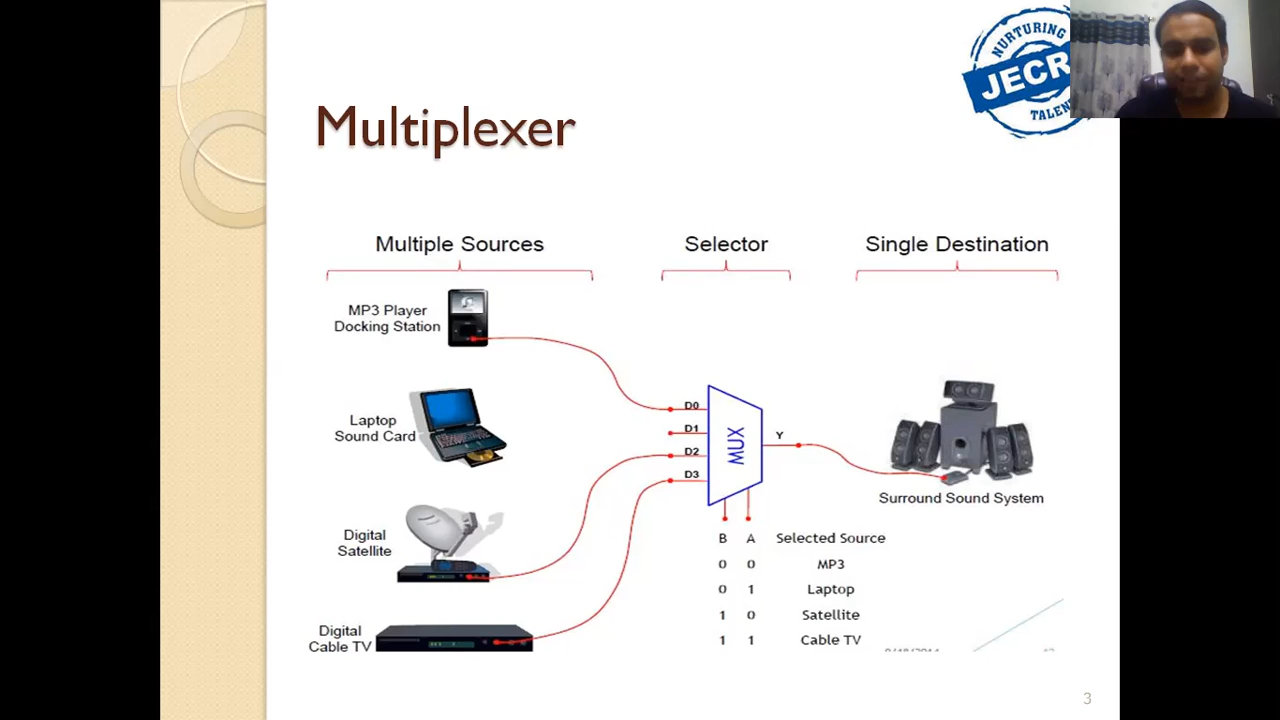 NURTURING
JECR
TALEN
Multiplexer
Multiple Sources
Selector
Single Destination
MP3 Player
Docking Station
Laptop
Sound Card
Digital
Satellite
Digital
Cable TV
D0
D1
D2
D3
MUX
Y
Surround Sound System
B A Selected Source
0 0 MP3
0 1 Laptop
1 0 Satellite
1 1 Cable TV
3